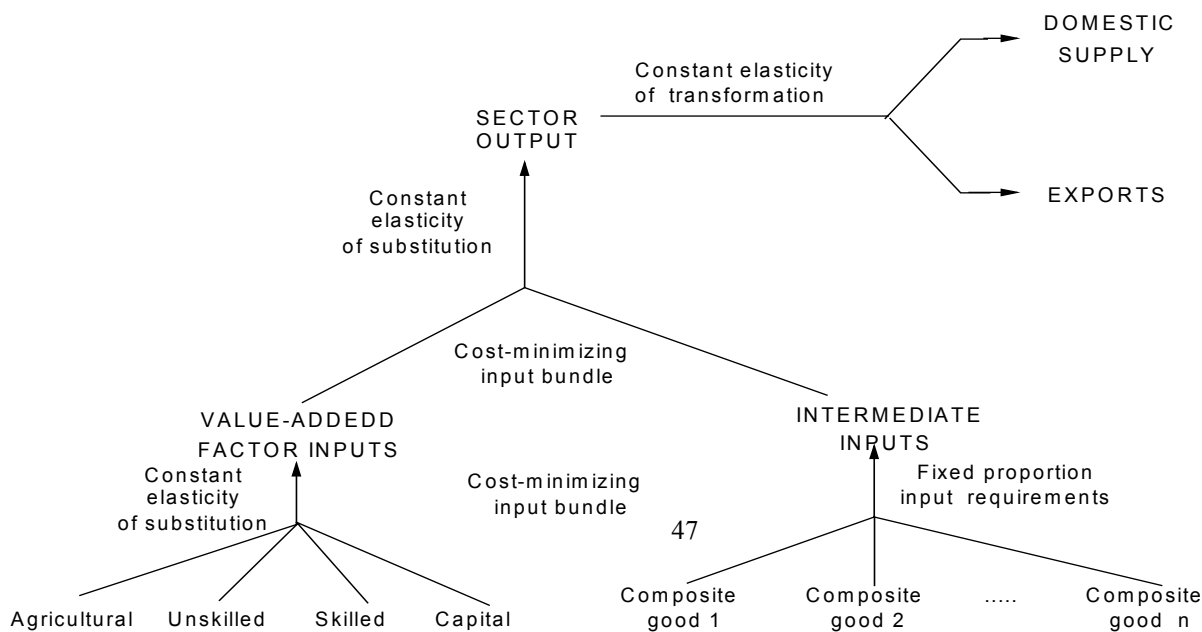 DOMESTIC
SUPPLY
Constant elasticity
of transformation
SECTOR
OUTPUT
EXPORTS
Constant
elasticity
of substitution
Cost-minimizing
input bundle
VALUE-ADDEDD
FACTOR INPUTS
INTERMEDIATE
INPUTS
Constant
elasticity
of substitution
Cost-minimizing
input bundle
Fixed proportion
input requirements
47
Agricultural Unskilled Skilled Capital
Composite
good 1
Composite
good 2
.....
Composite
good n